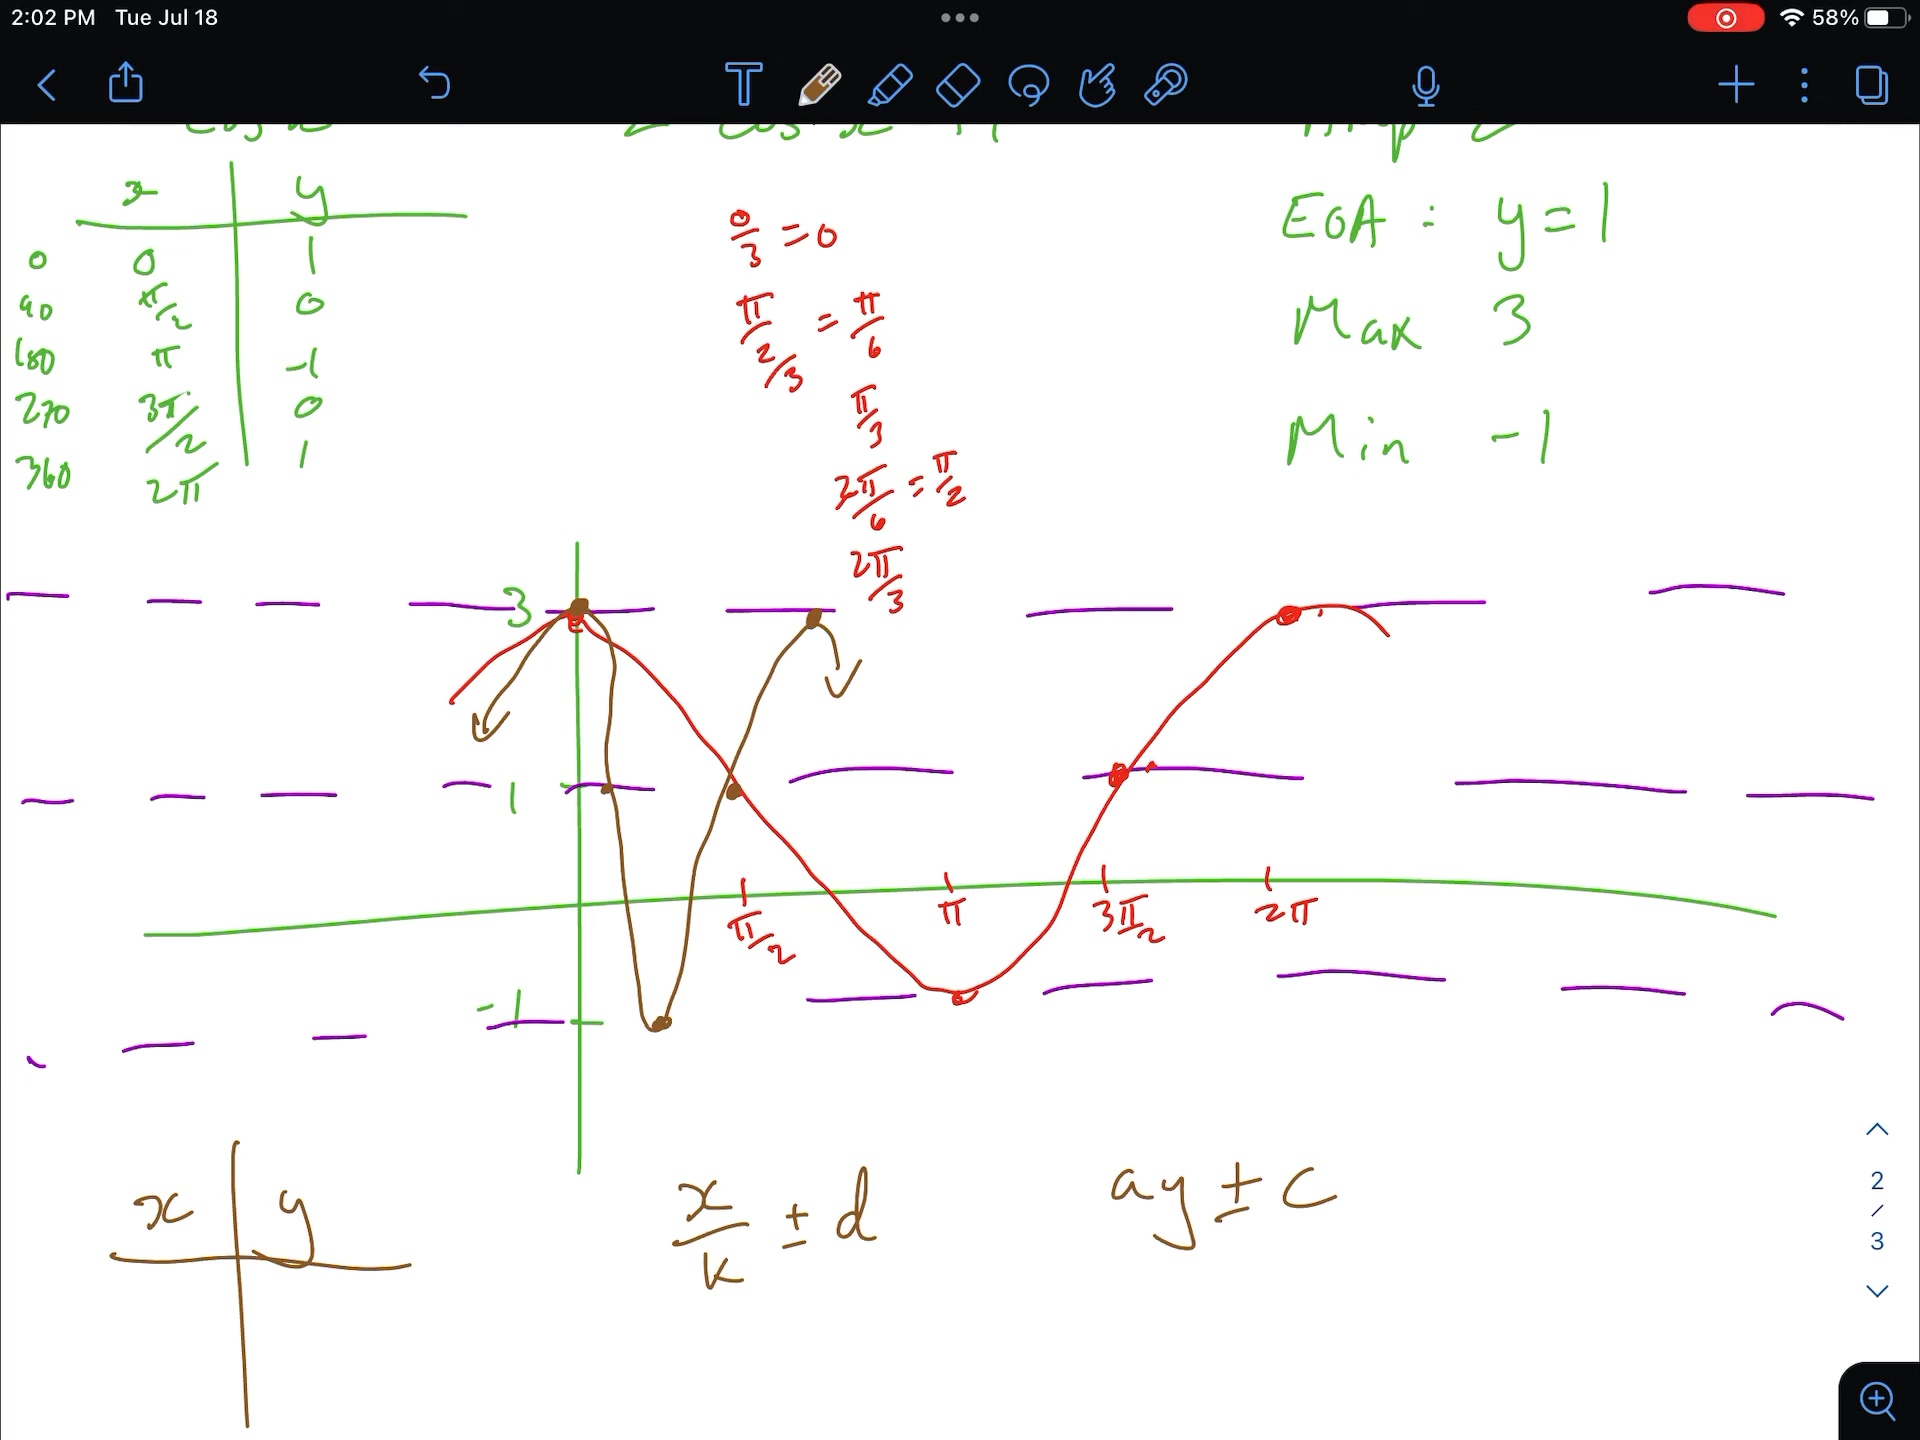 2:02 PM Tue Jul 18
58%
x y
0 0 1
90 π/2 0
180 π -1
270 3π/2 0
360 2π 1
0/3 = 0
π/2/3 = π/6
π/3
3π/6 = π/2
2π/3
EOA : y = 1
Max 3
Min -1
3
1
-1
π/2 π 3π/2 2π
x y
x/k ± d
ay ± c
2
/
3